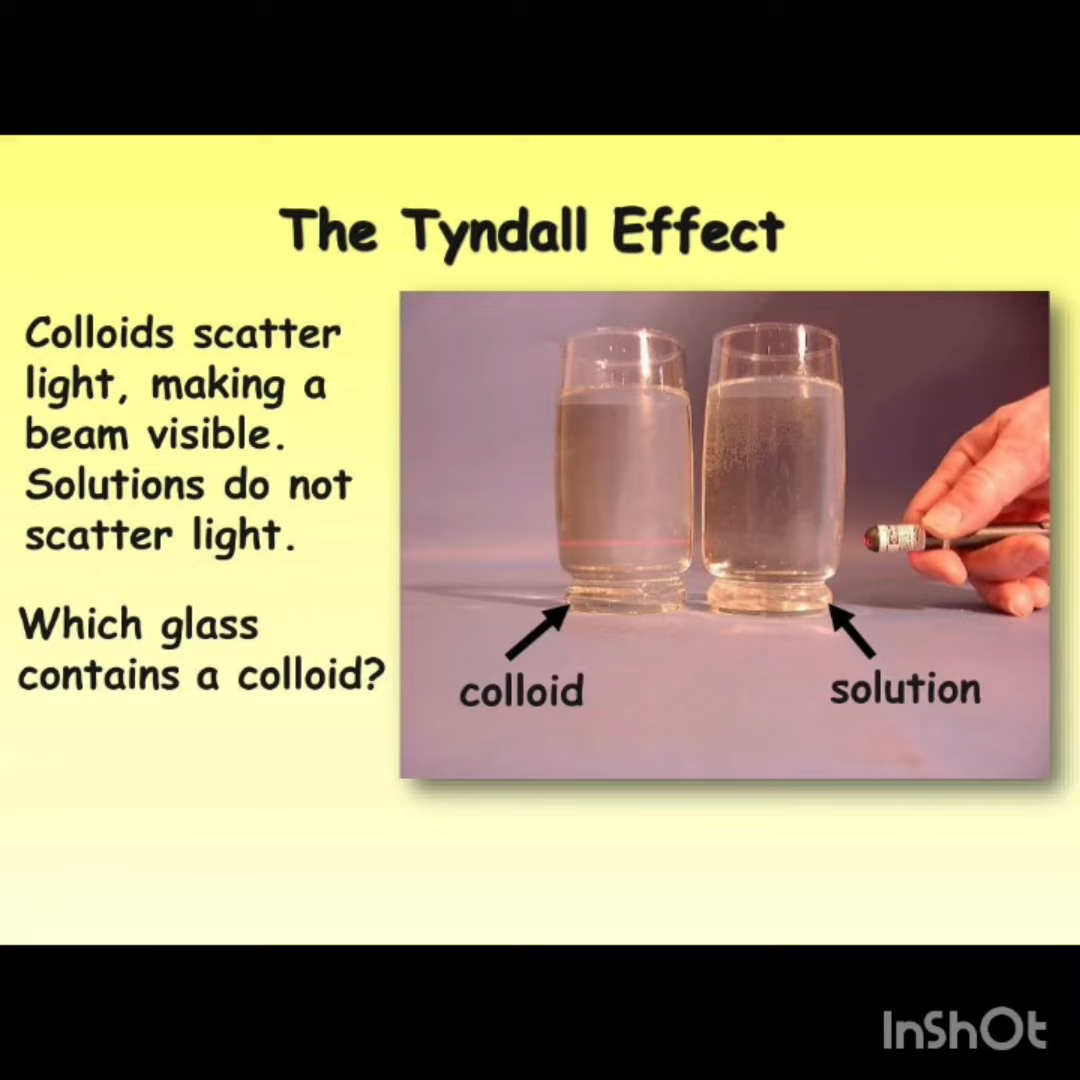 The Tyndall Effect
Colloids scatter
light, making a
beam visible.
Solutions do not
scatter light.
Which glass
contains a colloid?
colloid
solution
InShOt